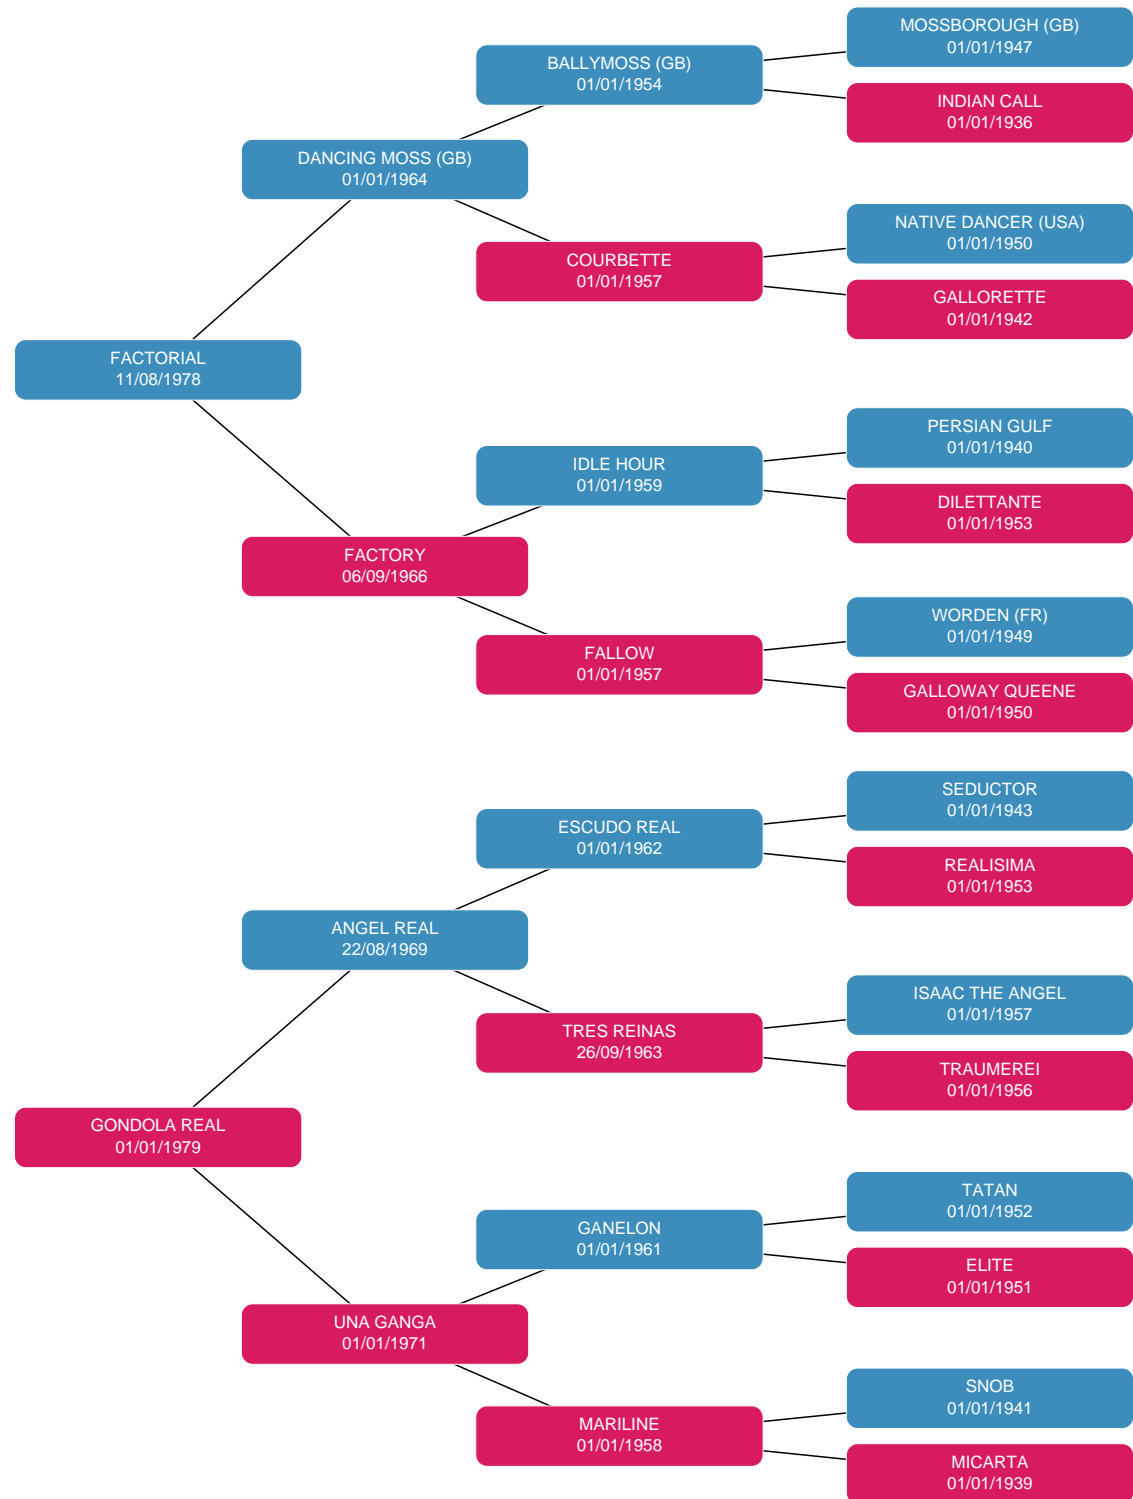 MOSSBOROUGH (GB)
01/01/1947
BALLYMOSS (GB)
01/01/1954
INDIAN CALL
01/01/1936
DANCING MOSS (GB)
01/01/1964
NATIVE DANCER (USA)
01/01/1950
COURBETTE
01/01/1957
GALLORETTE
01/01/1942
FACTORIAL
11/08/1978
PERSIAN GULF
01/01/1940
IDLE HOUR
01/01/1959
DILETTANTE
01/01/1953
FACTORY
06/09/1966
WORDEN (FR)
01/01/1949
FALLOW
01/01/1957
GALLOWAY QUEENE
01/01/1950
SEDUCTOR
01/01/1943
ESCUDO REAL
01/01/1962
REALISIMA
01/01/1953
ANGEL REAL
22/08/1969
ISAAC THE ANGEL
01/01/1957
TRES REINAS
26/09/1963
TRAUMEREI
01/01/1956
GONDOLA REAL
01/01/1979
TATAN
01/01/1952
GANELON
01/01/1961
ELITE
01/01/1951
UNA GANGA
01/01/1971
SNOB
01/01/1941
MARILINE
01/01/1958
MICARTA
01/01/1939